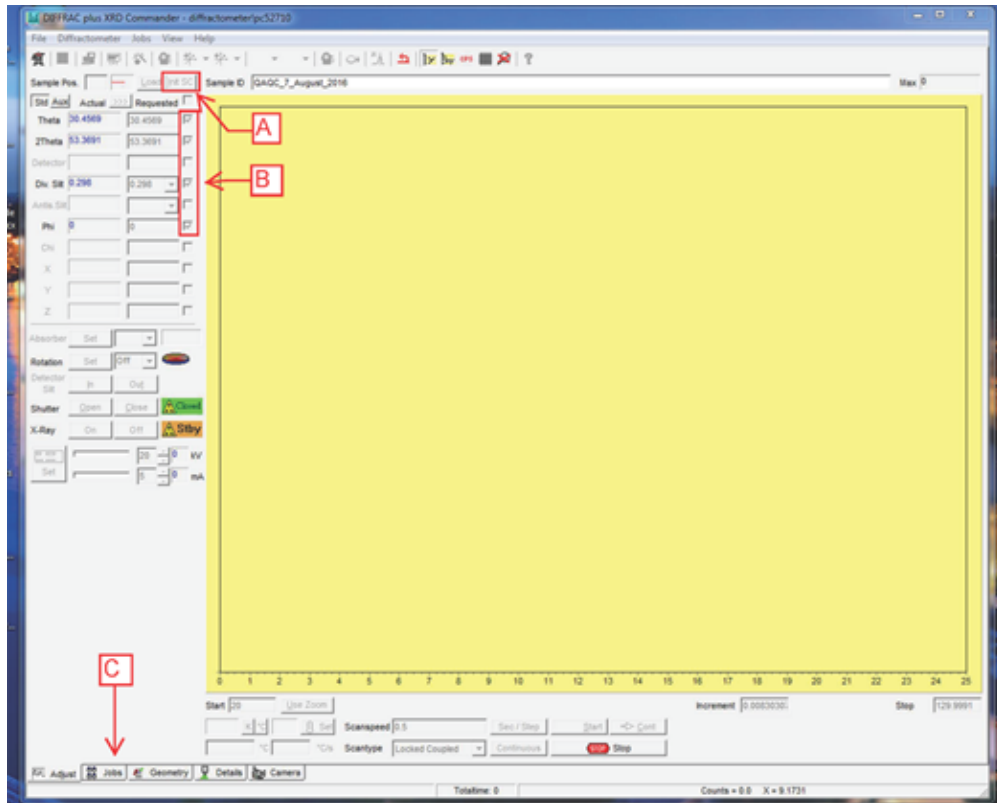 DIFFRAC plus XRD Commander - diffractometer\pc52710
File Diffractometer Jobs View Help
Sample Pos. Load Init SC Sample ID QAQC_7_August_2016 Max 0
A
Std Aux Actual >>> Requested
Theta 30.4569 30.4569
2Theta 53.3691 53.3691
Detector
B
Div. Slit 0.298 0.298
Antis.Slit
Phi 0 0
Chi
X
Y
Z
Absorber Set
Rotation Set Off
Detector Slit In Out
Shutter Open Close Closed
X-Ray On Off Stby
20 0 kV
Set 5 0 mA
C
0 1 2 3 4 5 6 7 8 9 10 11 12 13 14 15 16 17 18 19 20 21 22 23 24 25
Start 20 Use Zoom Increment 0.0083030 Stop 129.9991
K °C Set Scanspeed 0.5 Sec / Step Start Cont
°C °C/s Scantype Locked Coupled Continuous STOP Stop
Adjust Jobs Geometry Details Camera
Totaltime: 0 Counts = 0.0 X = 9.1731